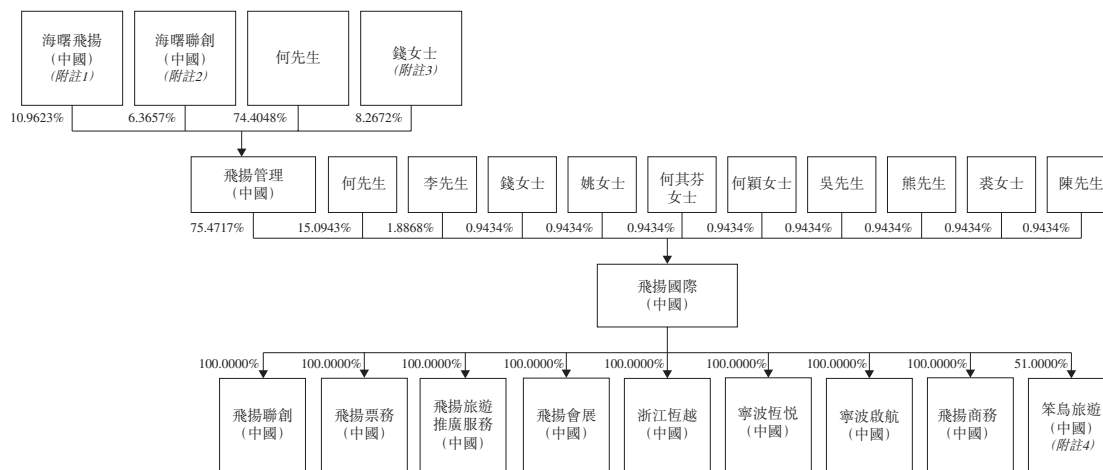 海曙飛揚
(中國)
(附註1)
海曙聯創
(中國)
(附註2)
何先生
錢女士
(附註3)
10.9623%
6.3657%
74.4048%
8.2672%
飛揚管理
(中國)
何先生
李先生
錢女士
姚女士
何其芬
女士
何穎女士
吳先生
熊先生
裘女士
陳先生
75.4717%
15.0943%
1.8868%
0.9434%
0.9434%
0.9434%
0.9434%
0.9434%
0.9434%
0.9434%
0.9434%
飛揚國際
(中國)
100.0000%
100.0000%
100.0000%
100.0000%
100.0000%
100.0000%
100.0000%
100.0000%
51.0000%
飛揚聯創
(中國)
飛揚票務
(中國)
飛揚旅遊
推廣服務
(中國)
飛揚會展
(中國)
浙江恆越
(中國)
寧波恆悦
(中國)
寧波啟航
(中國)
飛揚商務
(中國)
笨鳥旅遊
(中國)
(附註4)